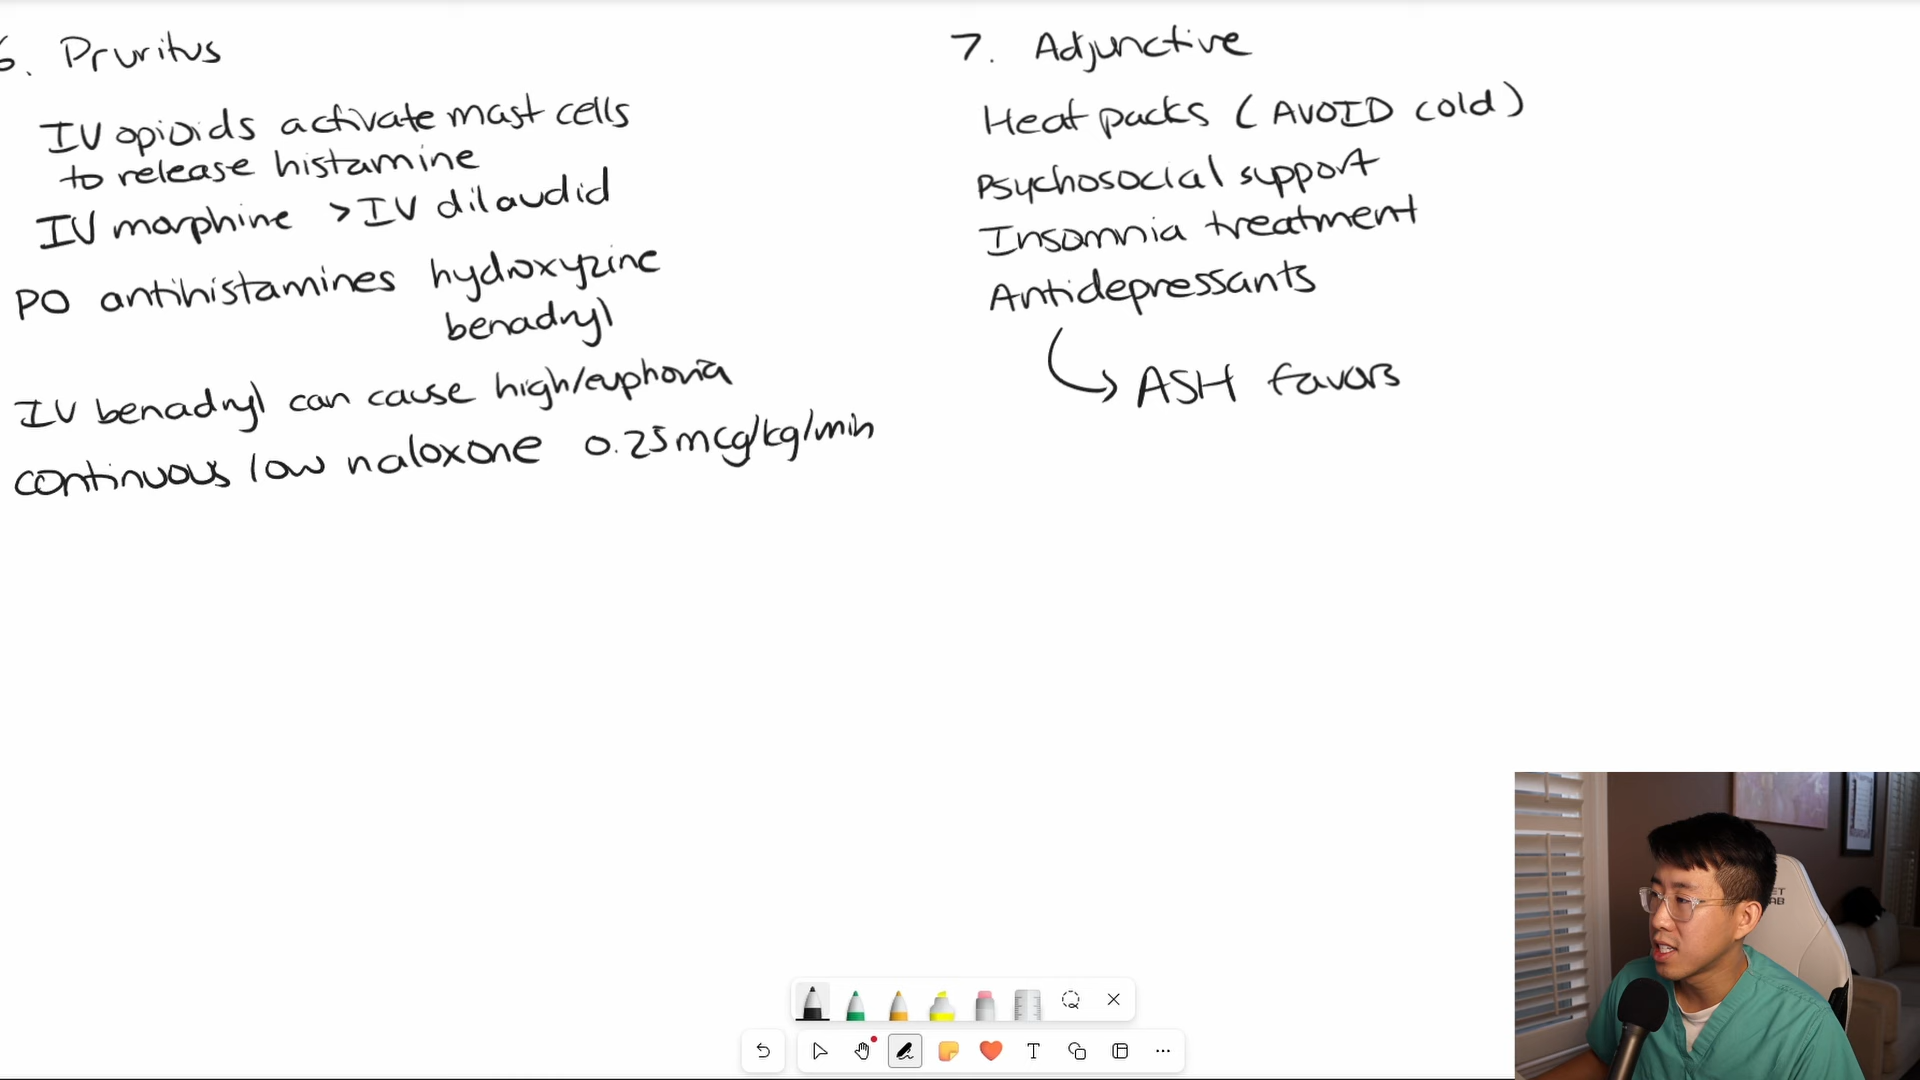 6. Pruritus
IV opioids activate mast cells
to release histamine
IV morphine > IV dilaudid
PO antihistamines hydroxyzine
benadryl
IV benadryl can cause high/euphoria
continuous low naloxone 0.25mcg/kg/min
7. Adjunctive
Heat packs (AVOID cold)
Psychosocial support
Insomnia treatment
Antidepressants
ASH favors
T